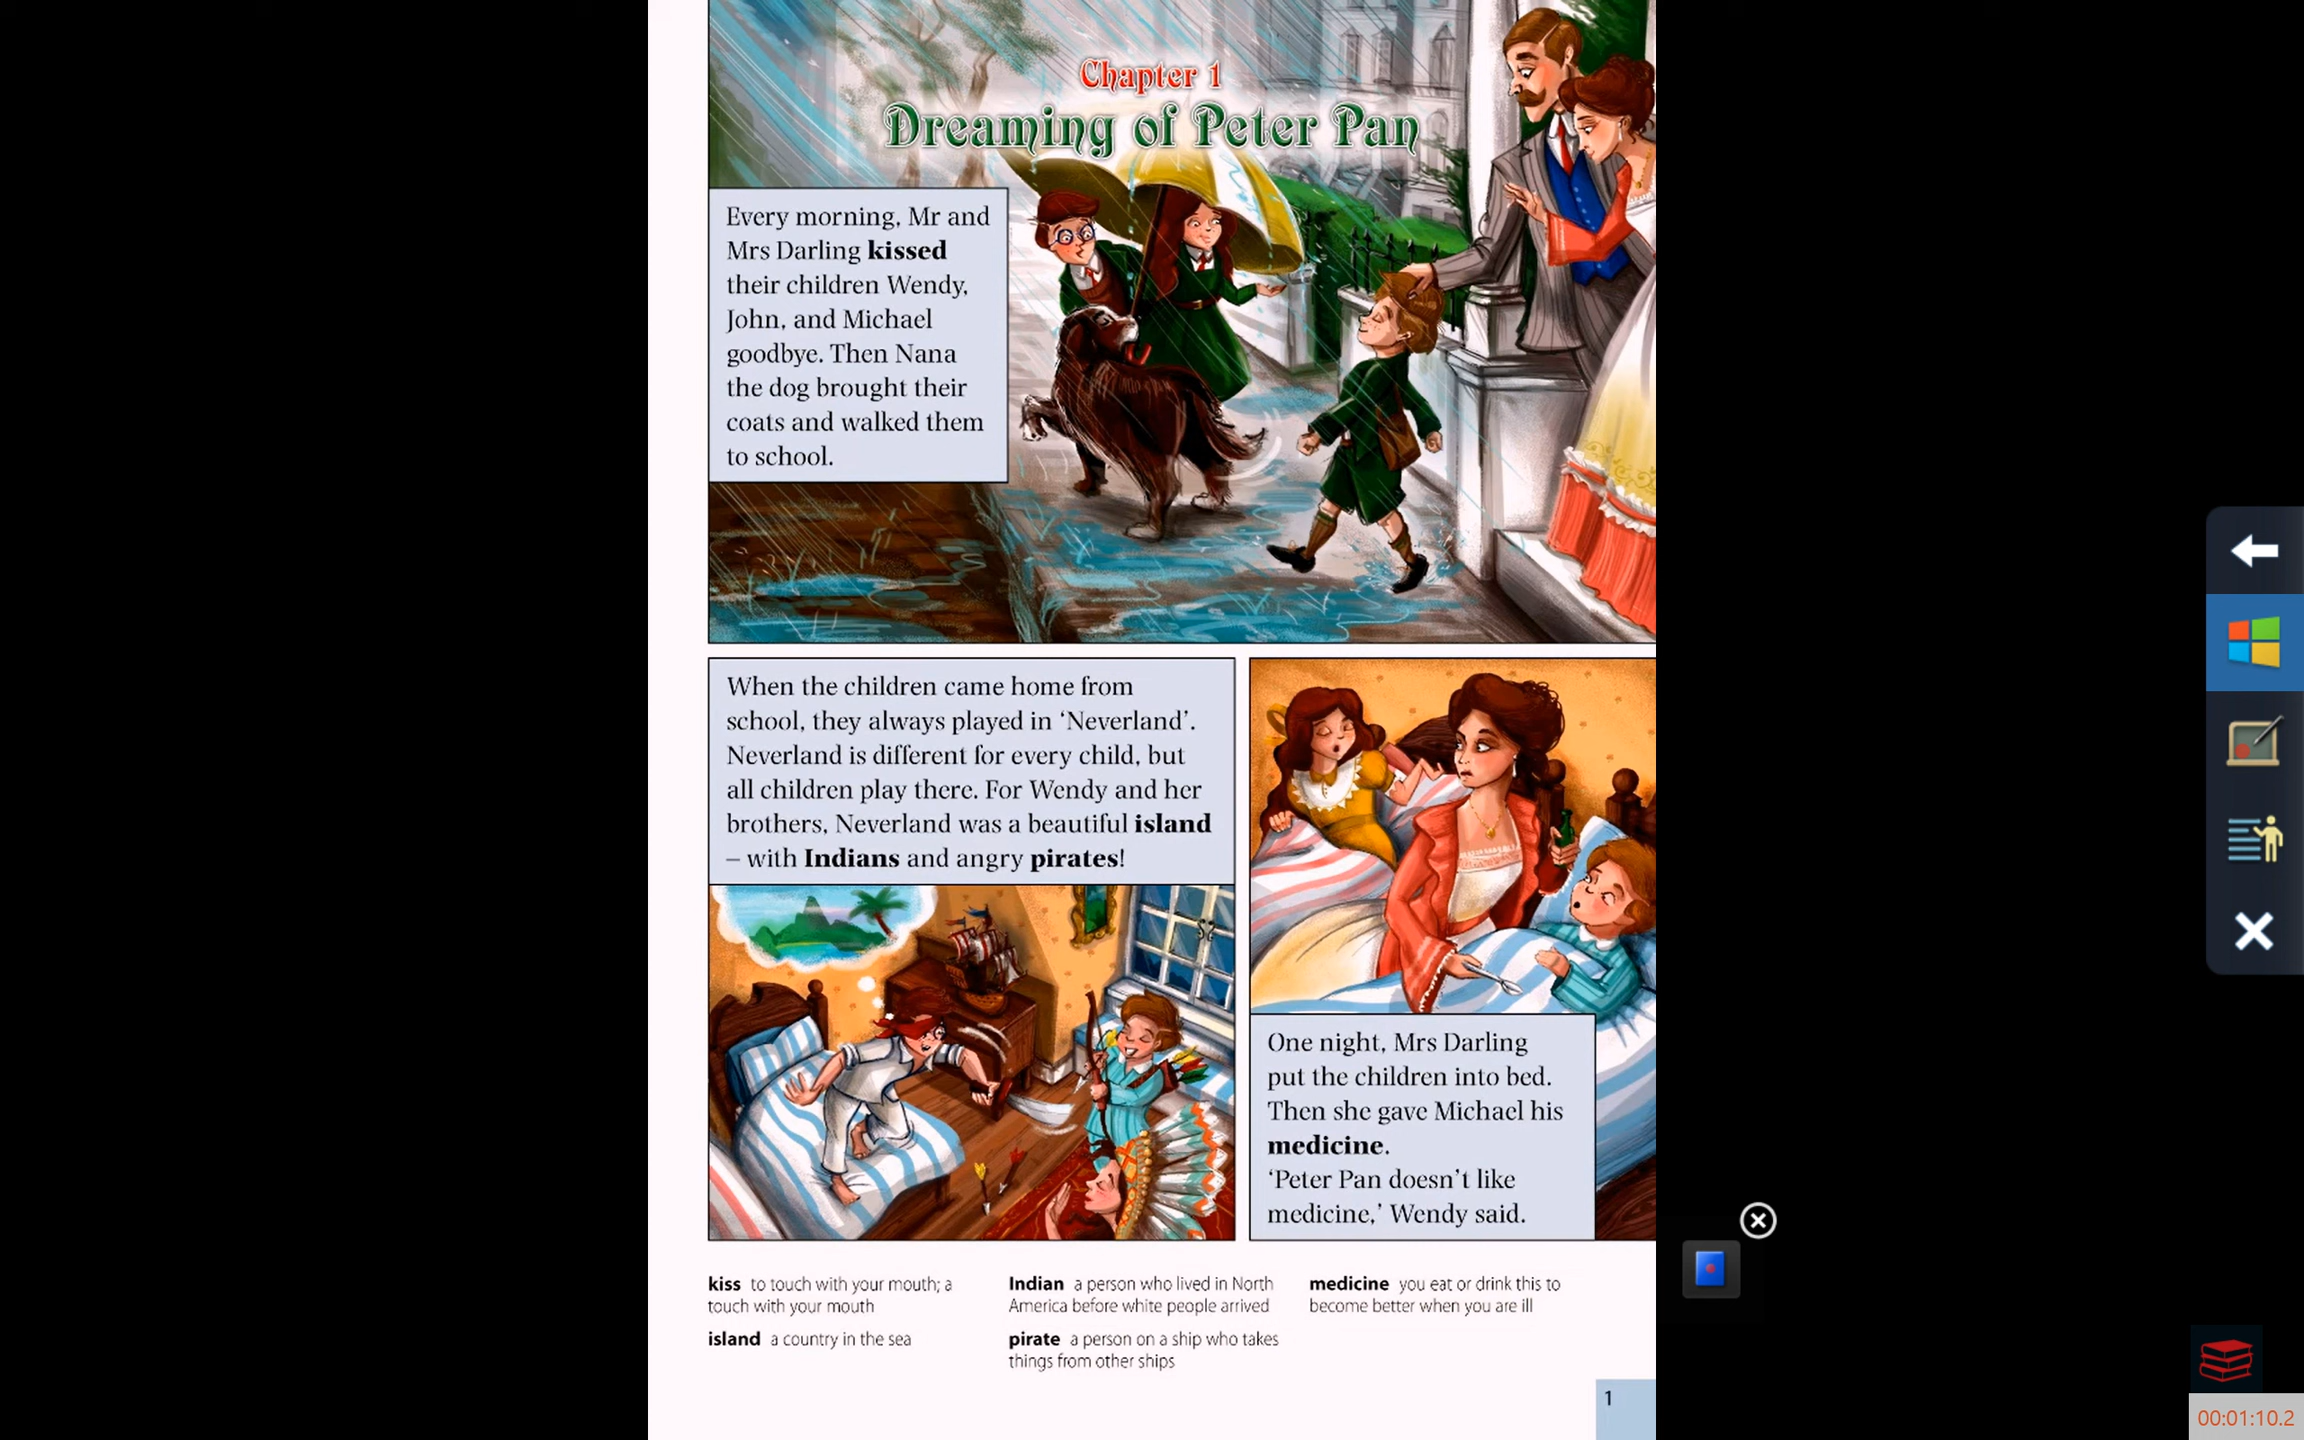 Chapter 1
Dreaming of Peter Pan
Every morning, Mr and
Mrs Darling kissed
their children Wendy,
John, and Michael
goodbye. Then Nana
the dog brought their
coats and walked them
to school.
When the children came home from
school, they always played in ‘Neverland’.
Neverland is different for every child, but
all children play there. For Wendy and her
brothers, Neverland was a beautiful island
– with Indians and angry pirates!
One night, Mrs Darling
put the children into bed.
Then she gave Michael his
medicine.
‘Peter Pan doesn’t like
medicine,’ Wendy said.
kiss to touch with your mouth; a
touch with your mouth
island a country in the sea
Indian a person who lived in North
America before white people arrived
pirate a person on a ship who takes
things from other ships
medicine you eat or drink this to
become better when you are ill
1
00:01:10.2